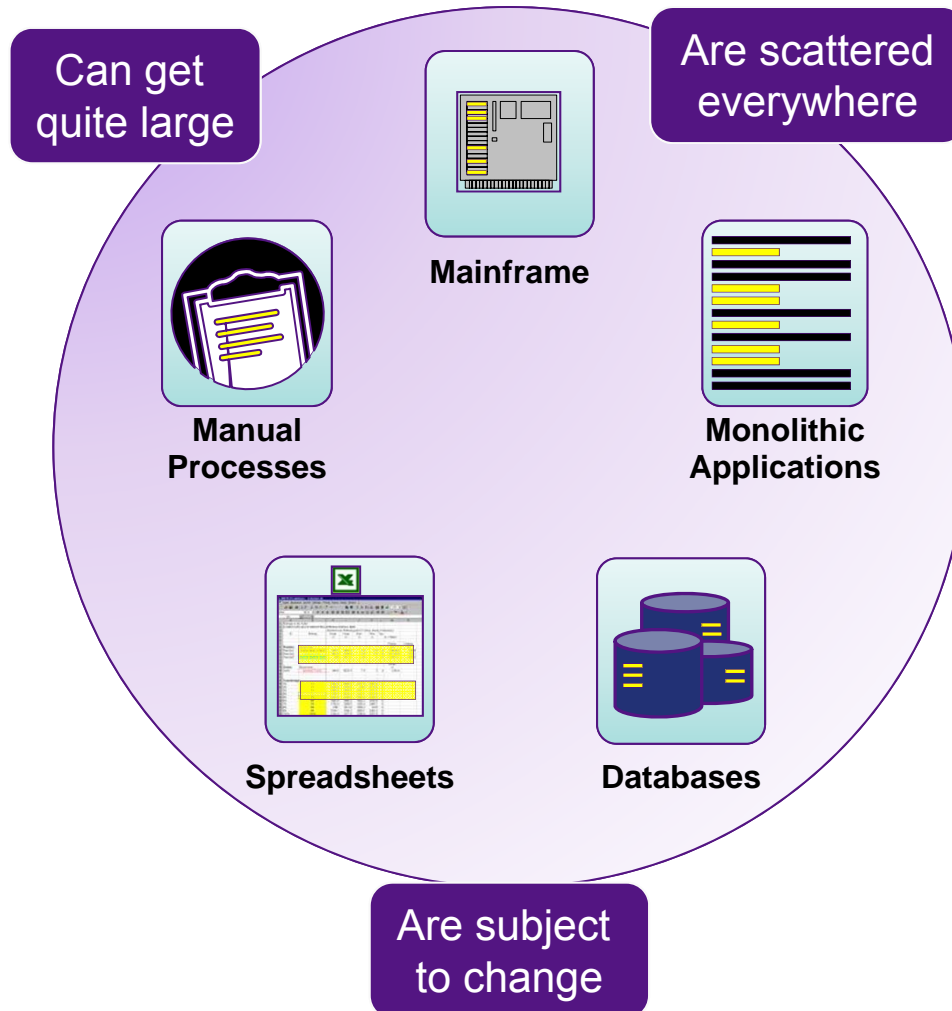 Can get
quite large
Are scattered
everywhere
Mainframe
Manual
Processes
Monolithic
Applications
Spreadsheets
Databases
Are subject
to change